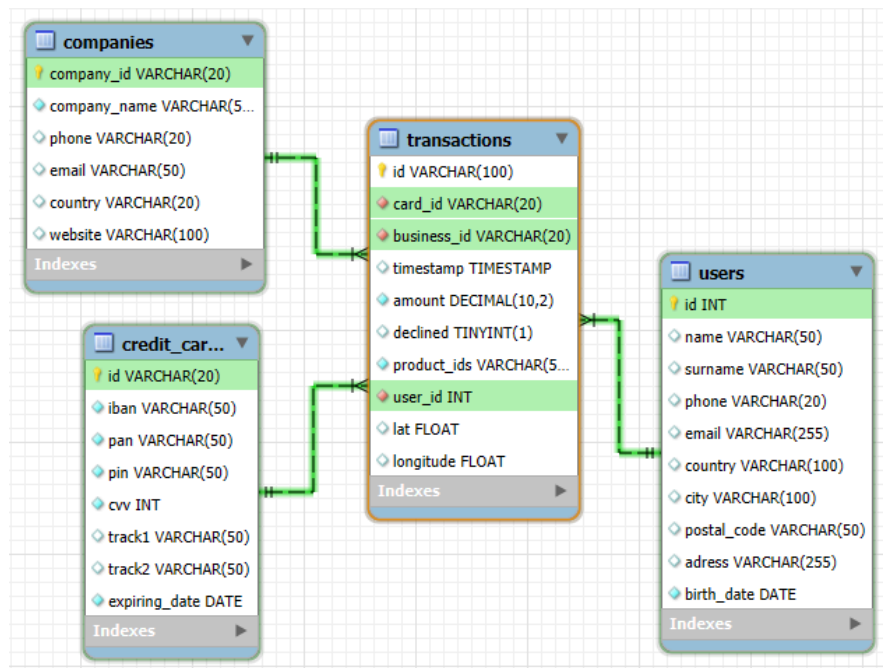 companies
company_id VARCHAR(20)
company_name VARCHAR(5...
phone VARCHAR(20)
email VARCHAR(50)
country VARCHAR(20)
website VARCHAR(100)
Indexes
credit_car...
id VARCHAR(20)
iban VARCHAR(50)
pan VARCHAR(50)
pin VARCHAR(50)
cvv INT
track1 VARCHAR(50)
track2 VARCHAR(50)
expiring_date DATE
Indexes
transactions
id VARCHAR(100)
card_id VARCHAR(20)
business_id VARCHAR(20)
timestamp TIMESTAMP
amount DECIMAL(10,2)
declined TINYINT(1)
product_ids VARCHAR(5...
user_id INT
lat FLOAT
longitude FLOAT
Indexes
users
id INT
name VARCHAR(50)
surname VARCHAR(50)
phone VARCHAR(20)
email VARCHAR(255)
country VARCHAR(100)
city VARCHAR(100)
postal_code VARCHAR(50)
adress VARCHAR(255)
birth_date DATE
Indexes